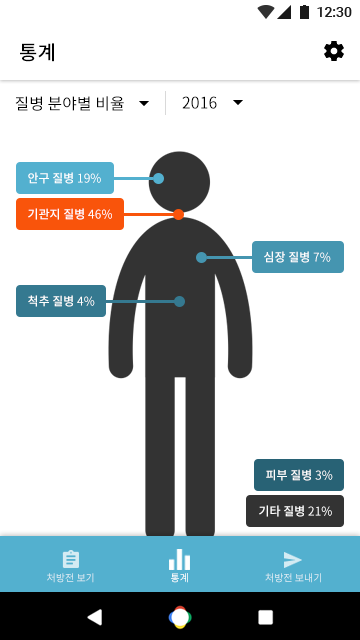 12:30
통계
질병 분야별 비율 2016
안구 질병 19%
기관지 질병 46%
심장 질병 7%
척추 질병 4%
피부 질병 3%
기타 질병 21%
처방전 보기 통계 처방전 보내기